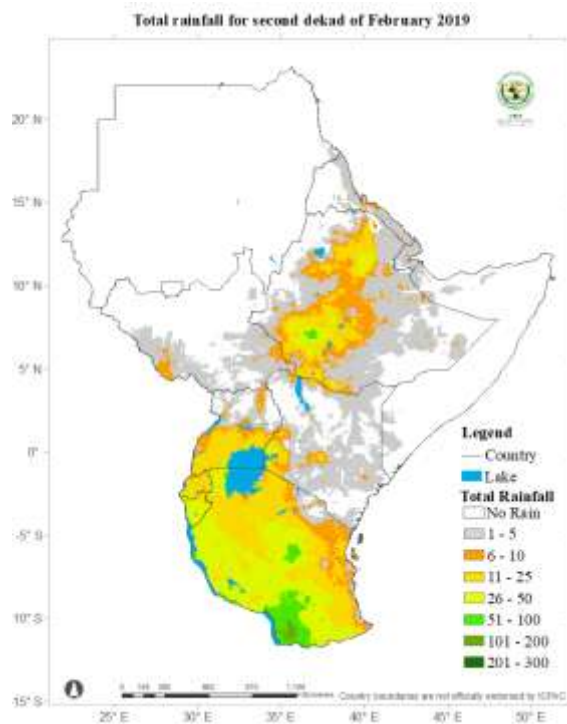 Total rainfall for second dekad of February 2019
20° N
15° N
10° N
5° N
0°
5° S
10° S
15° S
Legend
Country
Lake
Total Rainfall
No Rain
1 - 5
6 - 10
11 - 25
26 - 50
51 - 100
101 - 200
201 - 300
Country boundaries are not officially endorsed by ICPAC
25° E
30° E
35° E
40° E
45° E
50° E